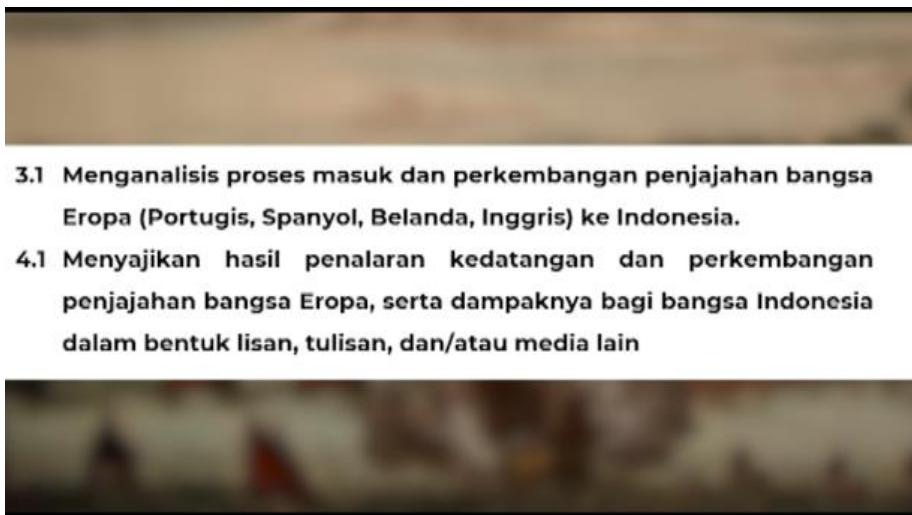 3.1 Menganalisis proses masuk dan perkembangan penjajahan bangsa
Eropa (Portugis, Spanyol, Belanda, Inggris) ke Indonesia.
4.1 Menyajikan hasil penalaran kedatangan dan perkembangan
penjajahan bangsa Eropa, serta dampaknya bagi bangsa Indonesia
dalam bentuk lisan, tulisan, dan/atau media lain